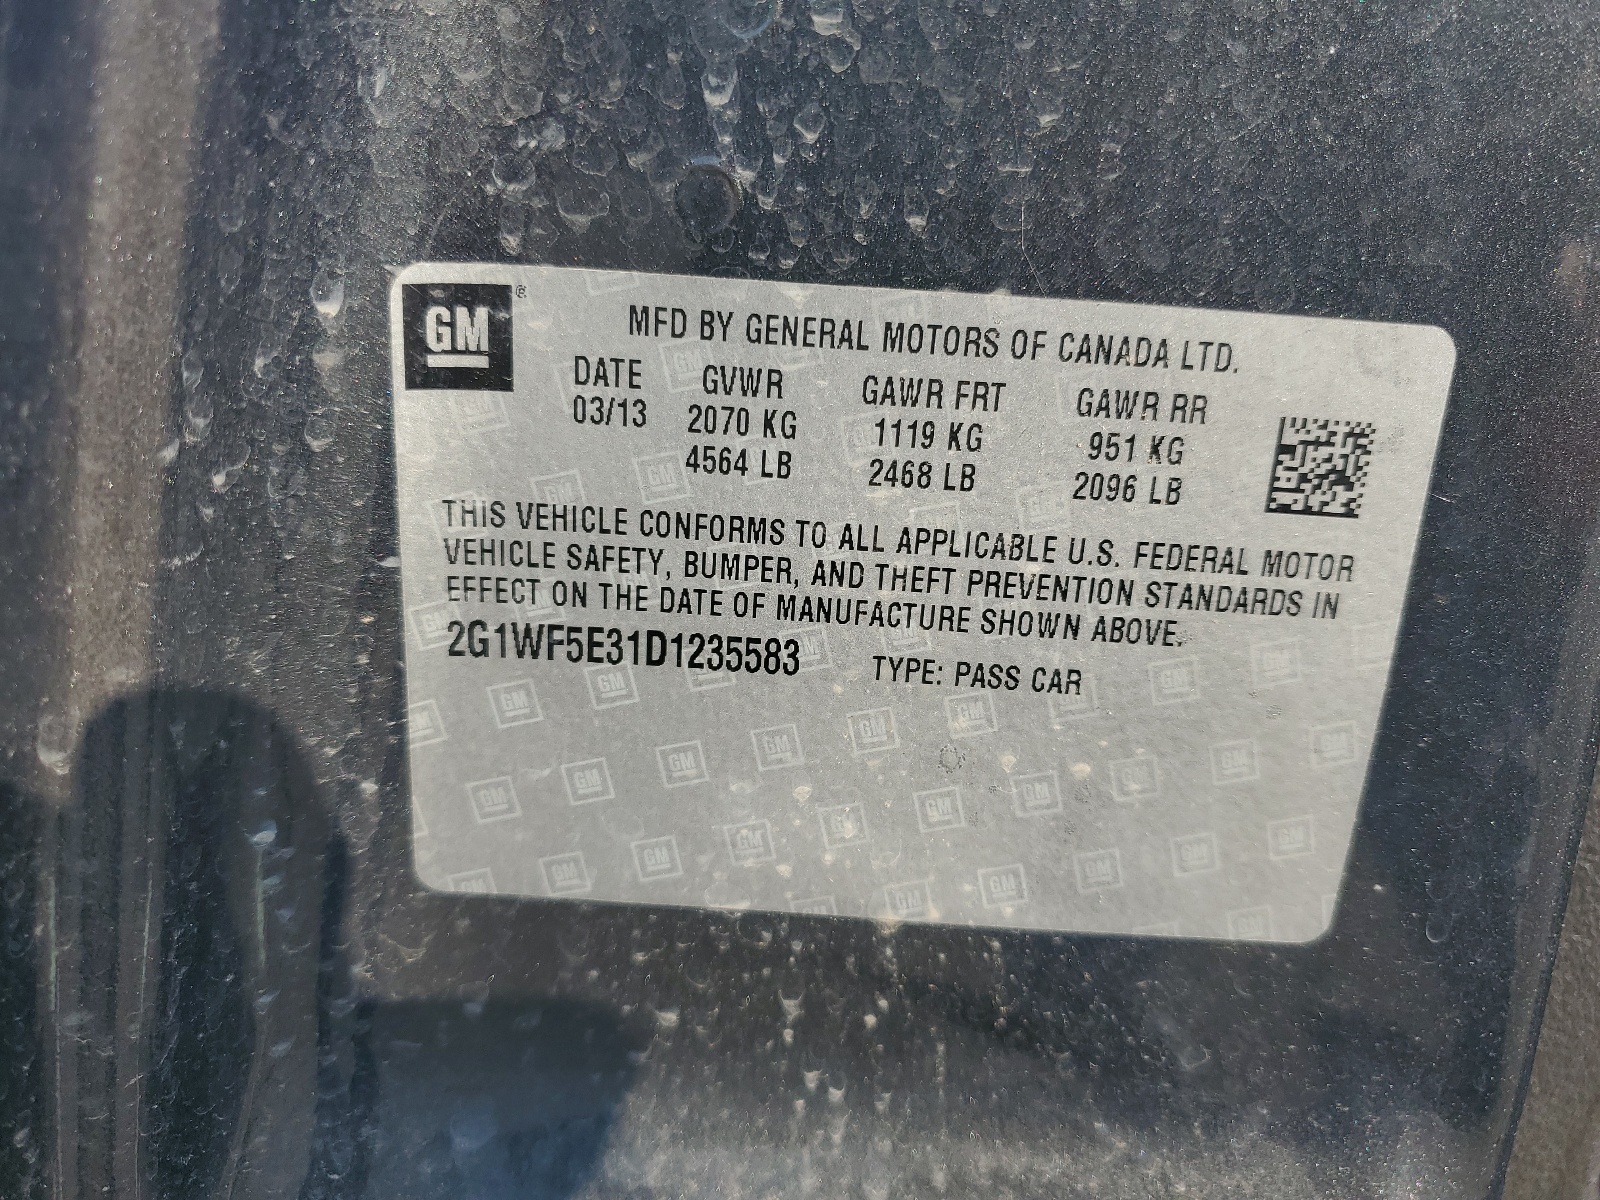 GM ®
MFD BY GENERAL MOTORS OF CANADA LTD.
DATE GVWR GAWR FRT GAWR RR
03/13 2070 KG 1119 KG 951 KG
4564 LB 2468 LB 2096 LB
THIS VEHICLE CONFORMS TO ALL APPLICABLE U.S. FEDERAL MOTOR
VEHICLE SAFETY, BUMPER, AND THEFT PREVENTION STANDARDS IN
EFFECT ON THE DATE OF MANUFACTURE SHOWN ABOVE.
2G1WF5E31D1235583 TYPE: PASS CAR